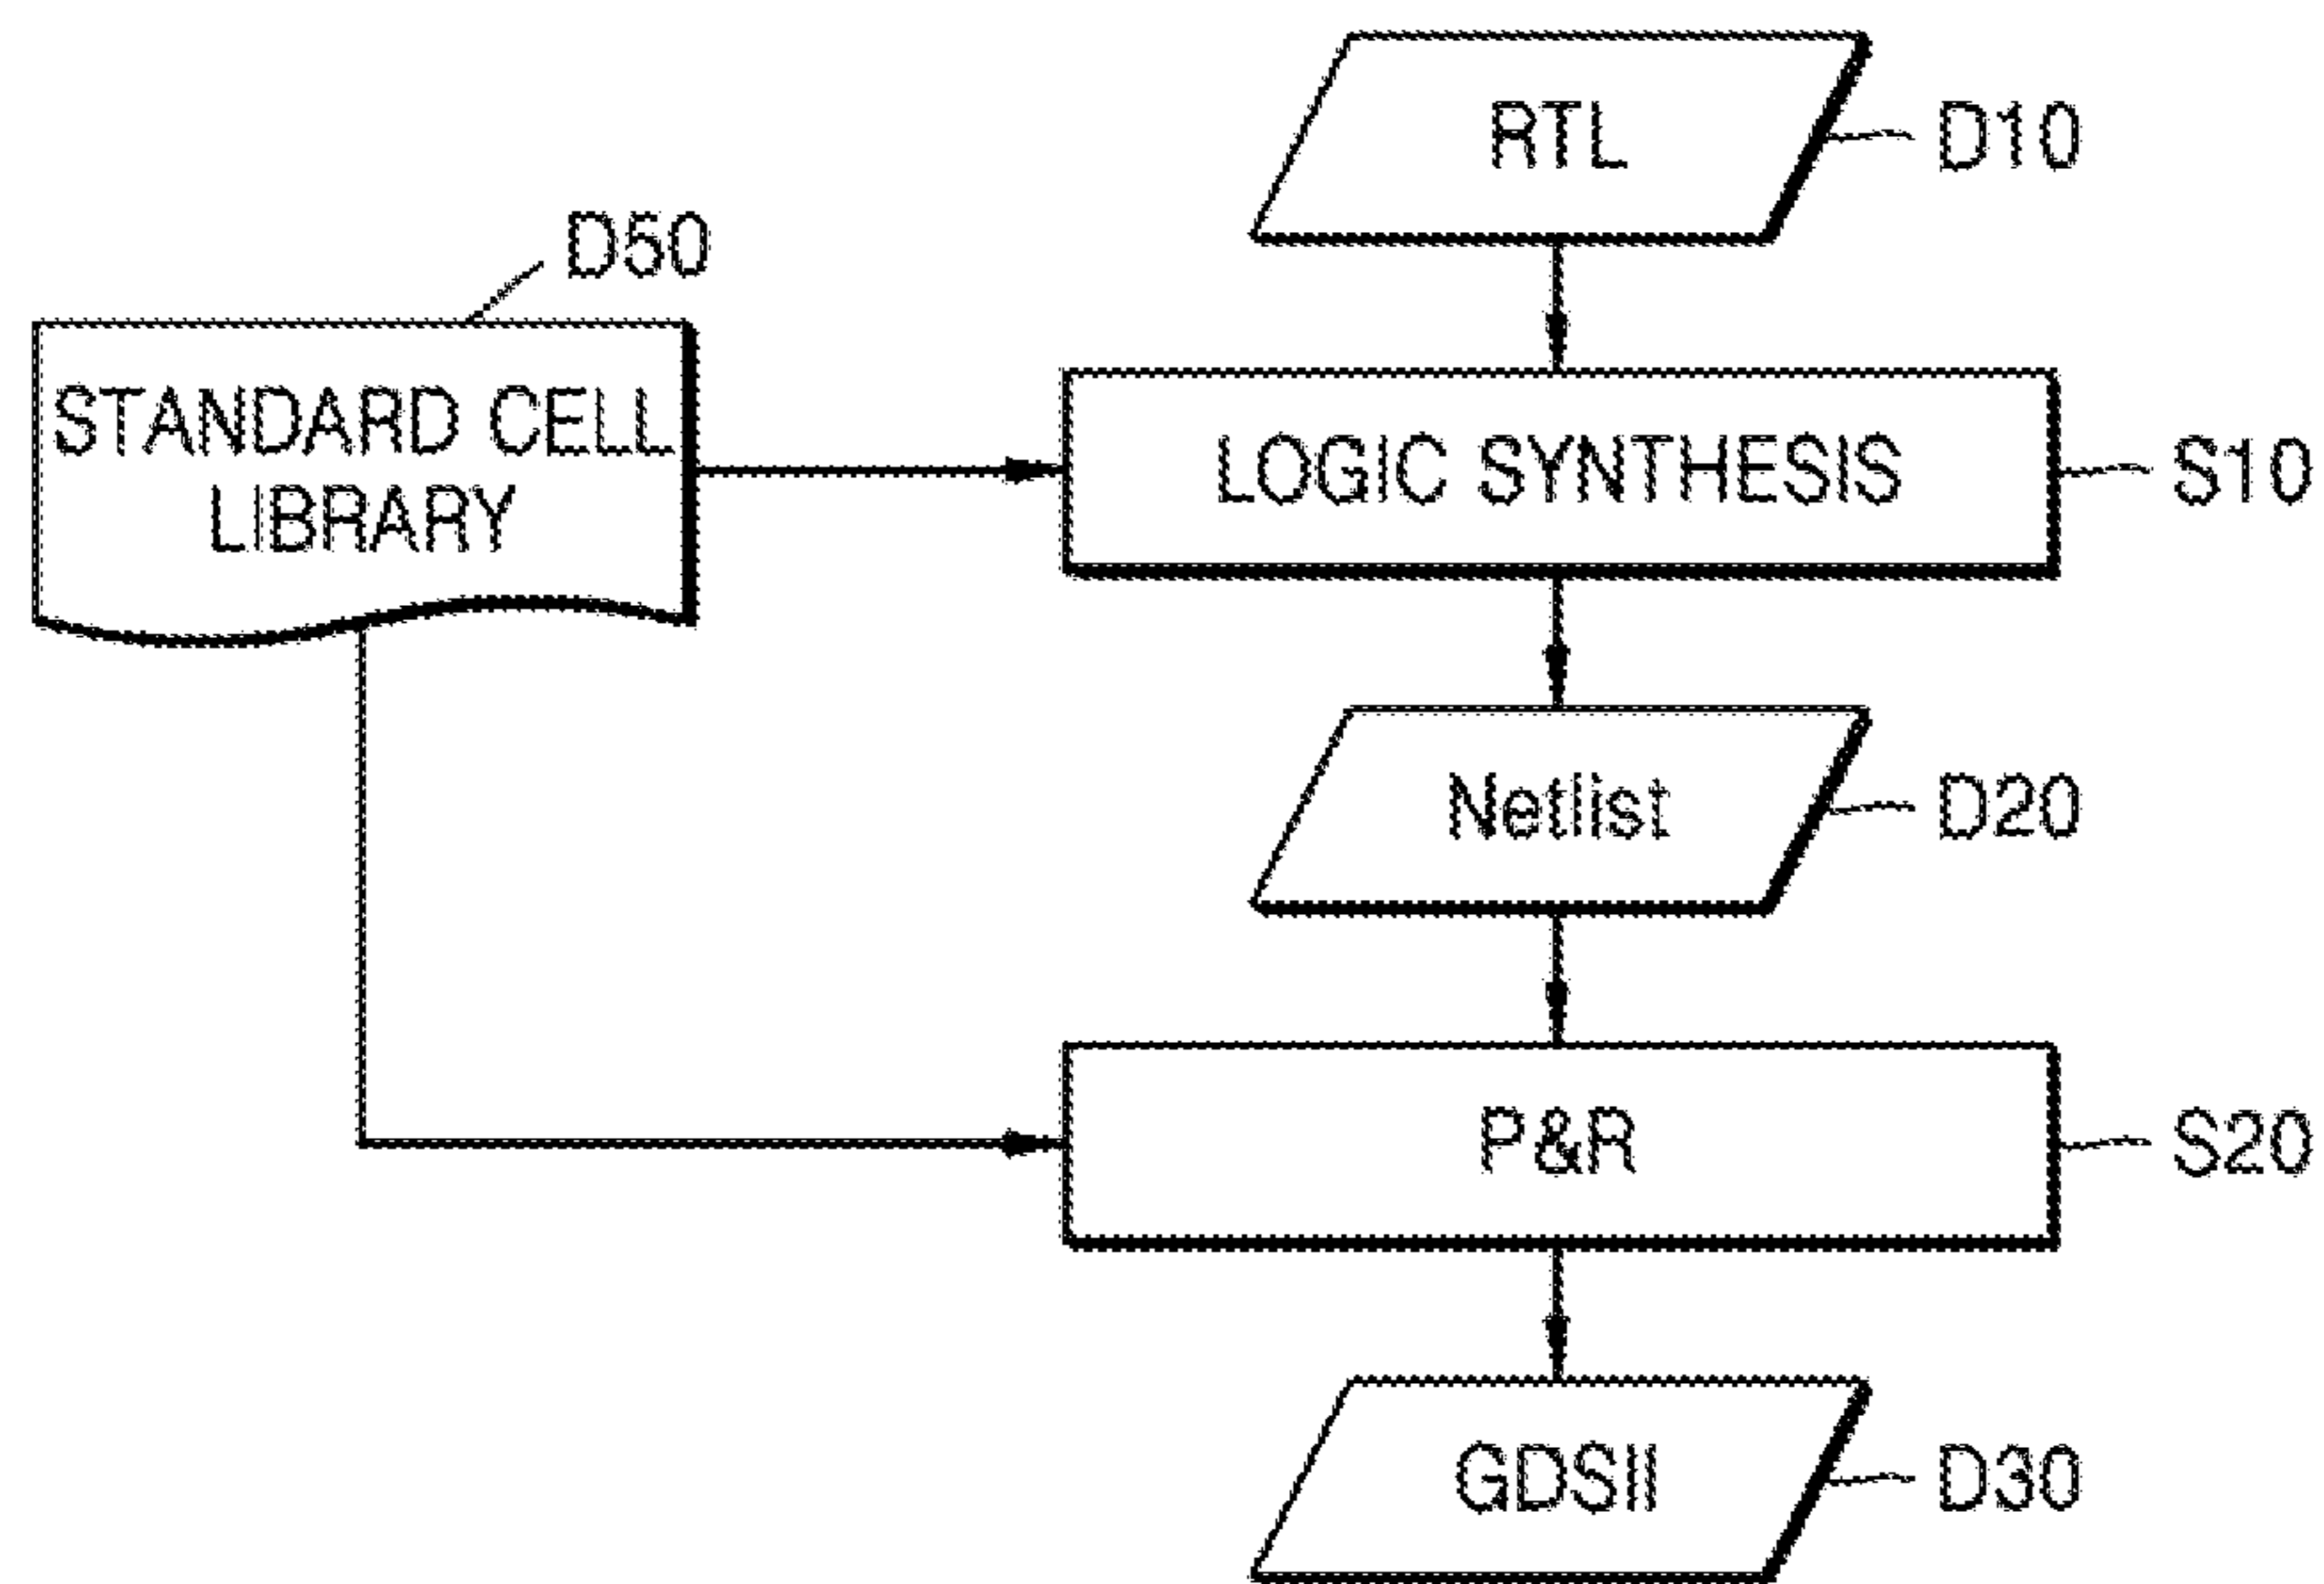 RTL
D10
D50
STANDARD CELL
LIBRARY
LOGIC SYNTHESIS
S10
Netlist
D20
P&R
S20
GDSII
D30